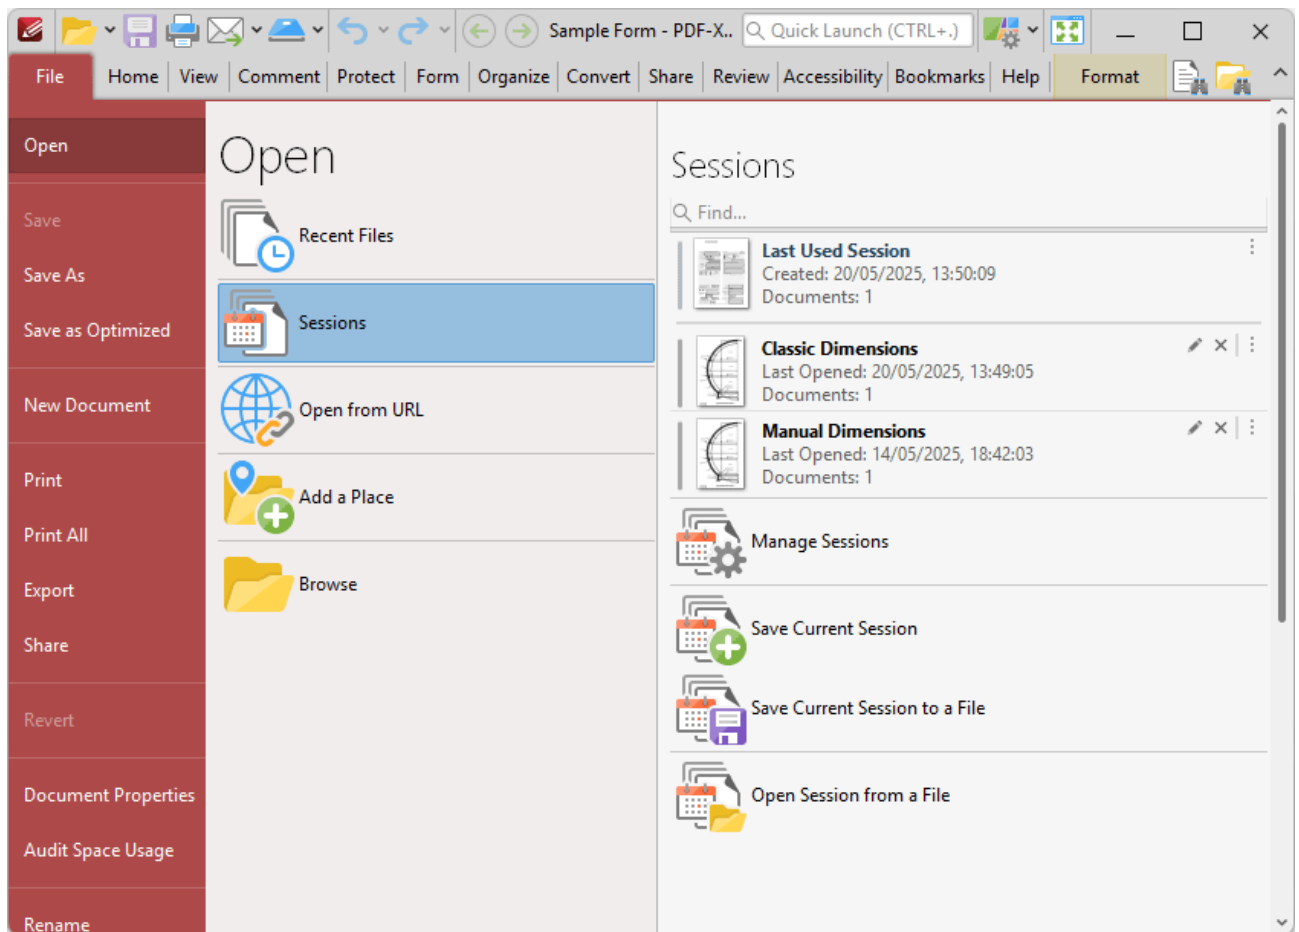 Sample Form - PDF-X..
Quick Launch (CTRL+.)
File
Home
View
Comment
Protect
Form
Organize
Convert
Share
Review
Accessibility
Bookmarks
Help
Format
Open
Save
Save As
Save as Optimized
New Document
Print
Print All
Export
Share
Revert
Document Properties
Audit Space Usage
Rename
Open
Recent Files
Sessions
Open from URL
Add a Place
Browse
Sessions
Find...
Last Used Session
Created: 20/05/2025, 13:50:09
Documents: 1
Classic Dimensions
Last Opened: 20/05/2025, 13:49:05
Documents: 1
Manual Dimensions
Last Opened: 14/05/2025, 18:42:03
Documents: 1
Manage Sessions
Save Current Session
Save Current Session to a File
Open Session from a File